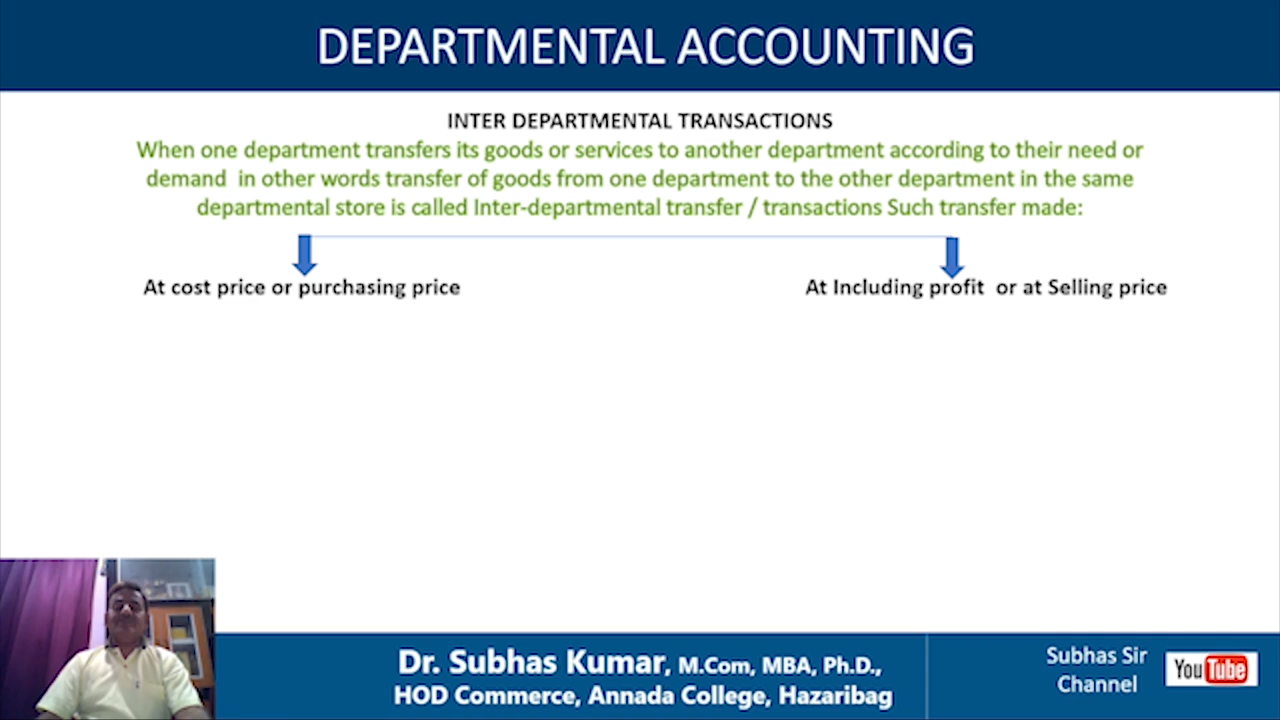 DEPARTMENTAL ACCOUNTING
INTER DEPARTMENTAL TRANSACTIONS
When one department transfers its goods or services to another department according to their need or
demand in other words transfer of goods from one department to the other department in the same
departmental store is called Inter-departmental transfer / transactions Such transfer made:
At cost price or purchasing price
At Including profit or at Selling price
Dr. Subhas Kumar, M.Com, MBA, Ph.D.,
HOD Commerce, Annada College, Hazaribag
Subhas Sir
Channel
YouTube